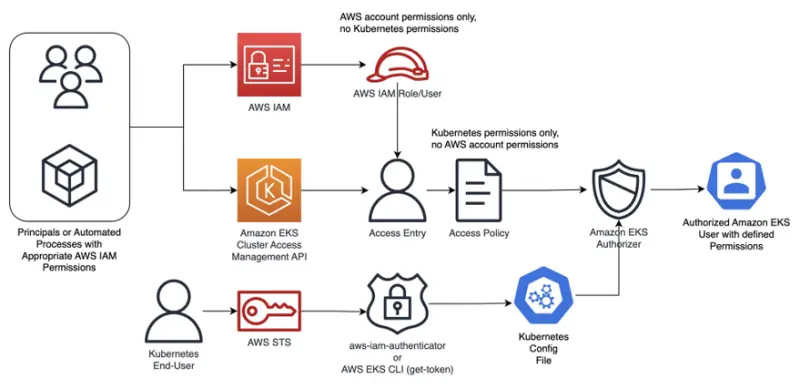 AWS account permissions only,
no Kubernetes permissions
AWS IAM
AWS IAM Role/User
Kubernetes permissions only,
no AWS account permissions
K
Principals or Automated
Processes with
Appropriate AWS IAM
Permissions
Amazon EKS
Cluster Access
Management API
Access Entry
Access Policy
Amazon EKS
Authorizer
Authorized Amazon EKS
User with defined
Permissions
Kubernetes
End-User
AWS STS
aws-iam-authenticator
or
AWS EKS CLI (get-token)
Kubernetes
Config
File